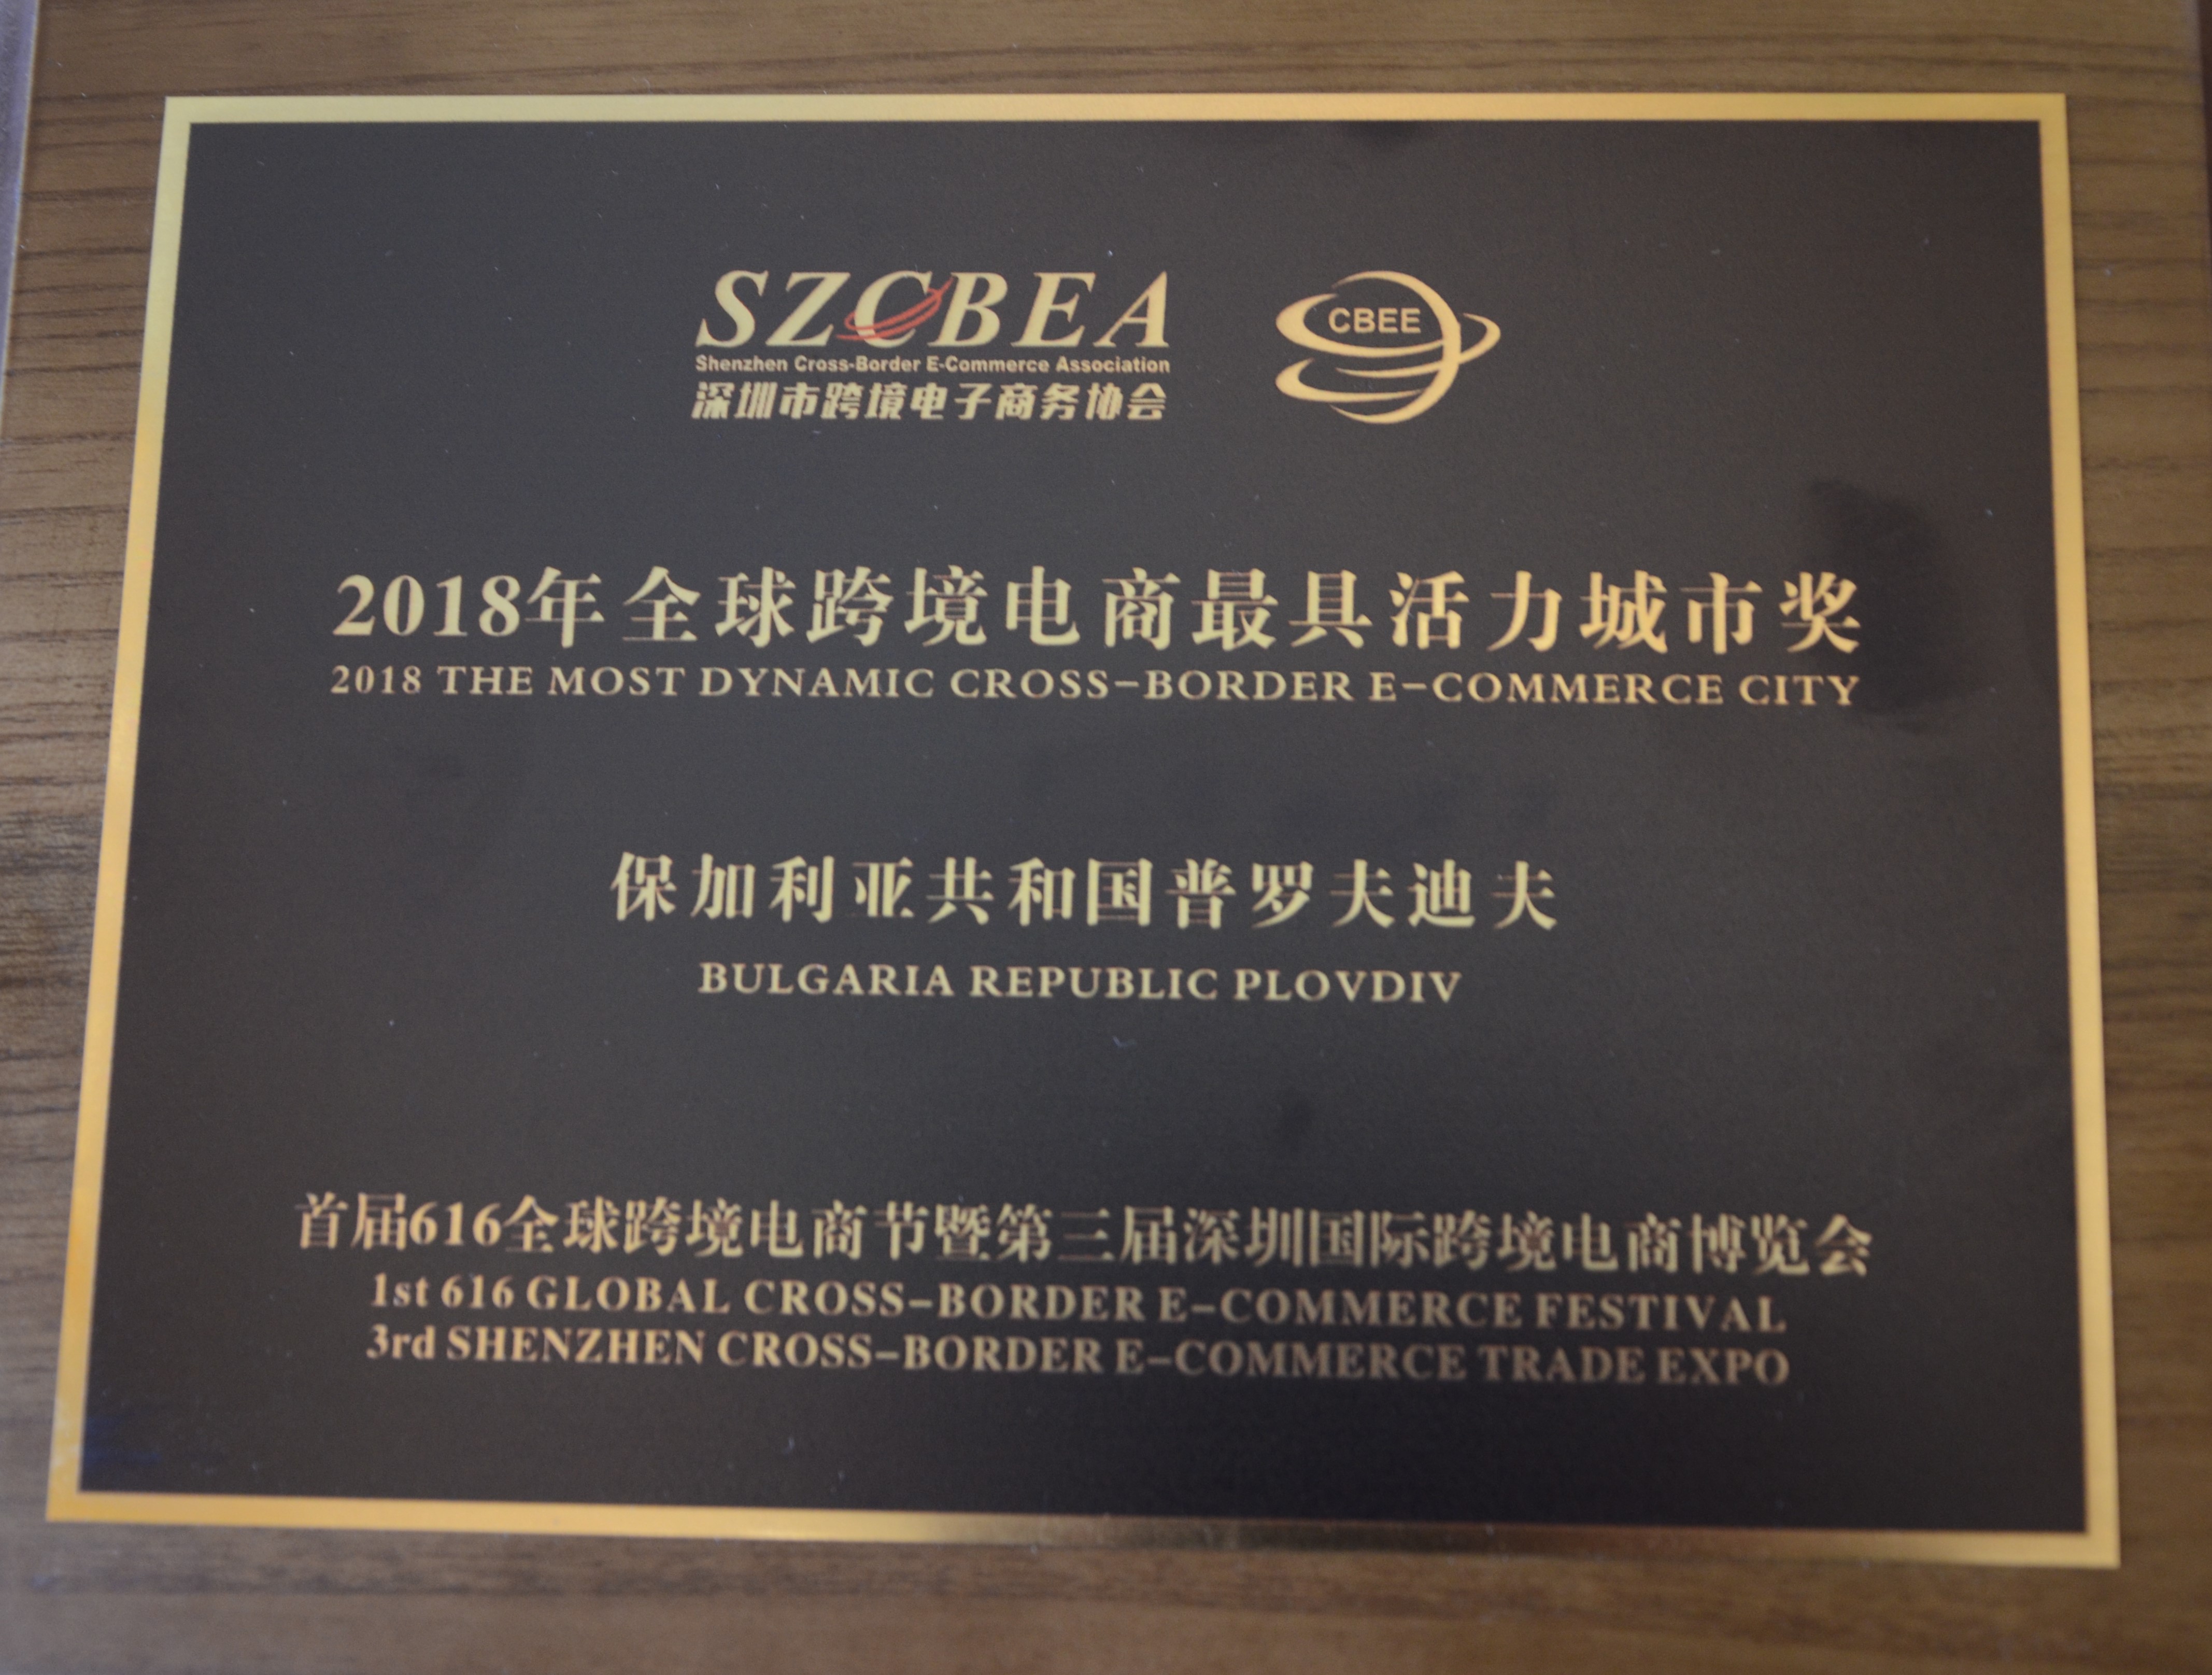 SZCBEA
Shenzhen Cross-Border E-Commerce Association
深圳市跨境电子商务协会
CBEE
2018年全球跨境电商最具活力城市奖
2018 THE MOST DYNAMIC CROSS-BORDER E-COMMERCE CITY
保加利亚共和国普罗夫迪夫
BULGARIA REPUBLIC PLOVDIV
首届616全球跨境电商节暨第三届深圳国际跨境电商博览会
1st 616 GLOBAL CROSS-BORDER E-COMMERCE FESTIVAL
3rd SHENZHEN CROSS-BORDER E-COMMERCE TRADE EXPO